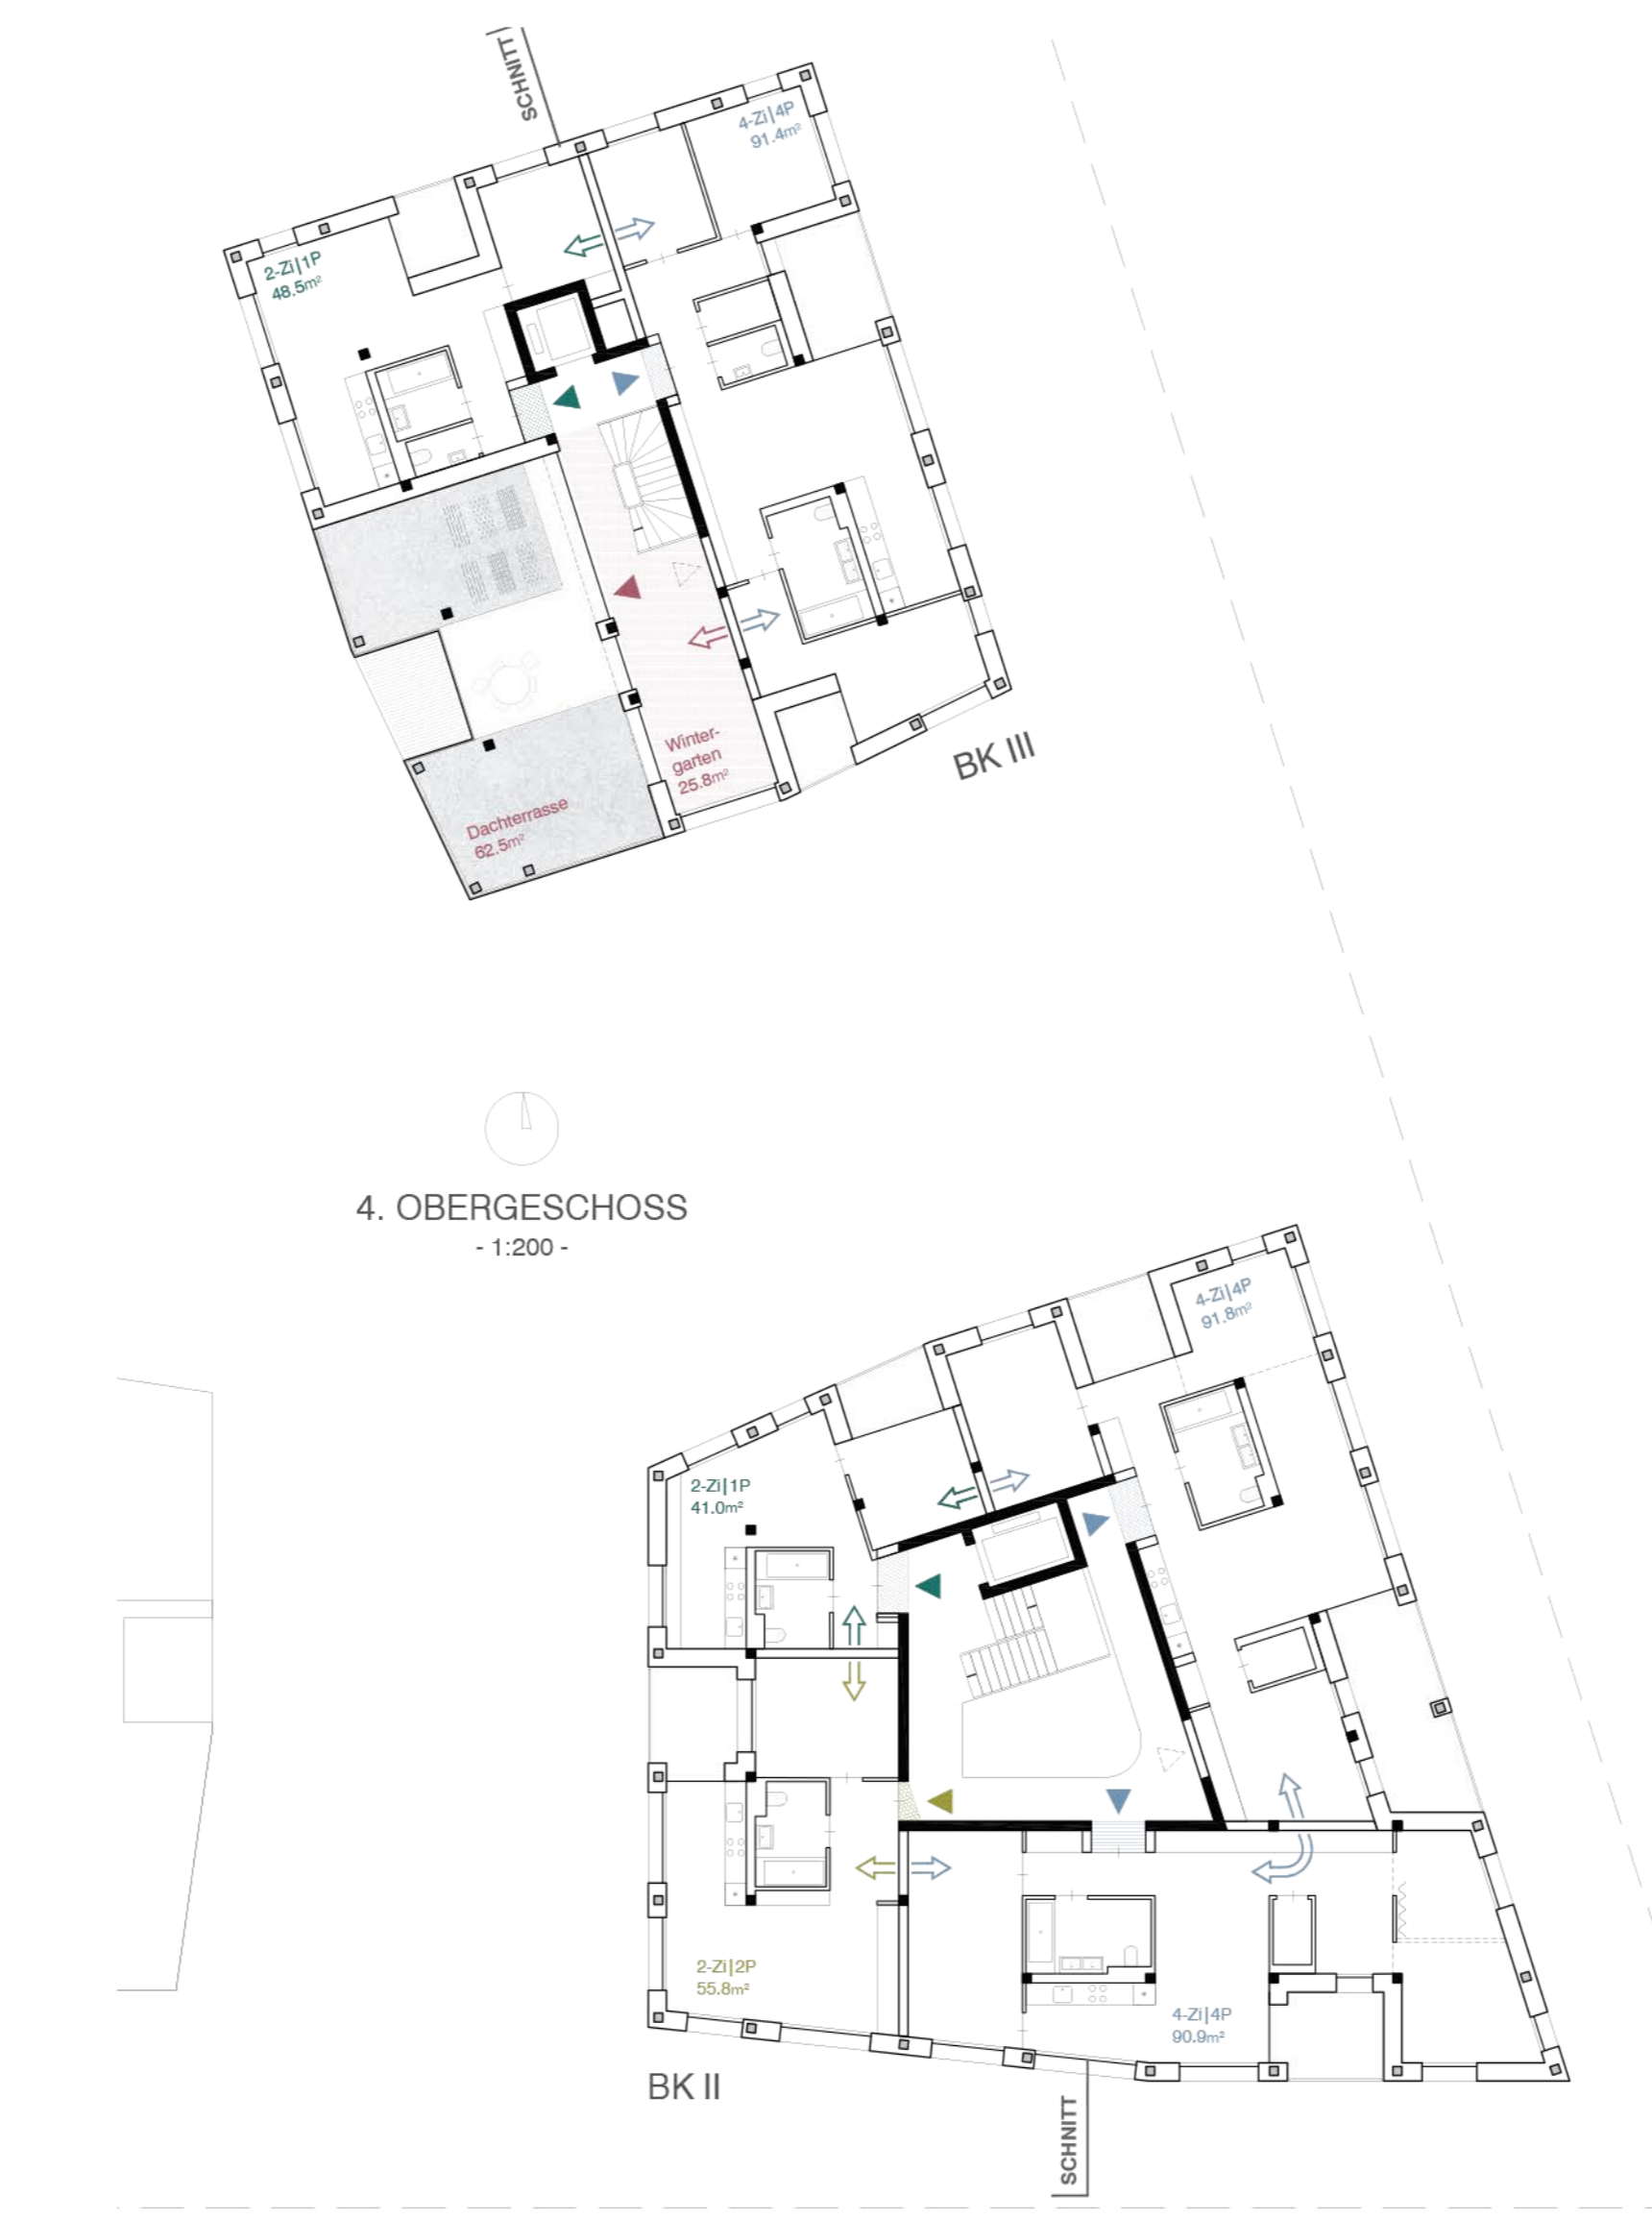 SCHNITT
4-Zi|4P
91.4m²
2-Zi|1P
48.5m²
Winter-
garten
25.8m²
BK III
Dachterrasse
62.5m²
4. OBERGESCHOSS
- 1:200 -
4-Zi|4P
91.8m²
2-Zi|1P
41.0m²
2-Zi|2P
55.8m²
4-Zi|4P
90.9m²
BK II
SCHNITT